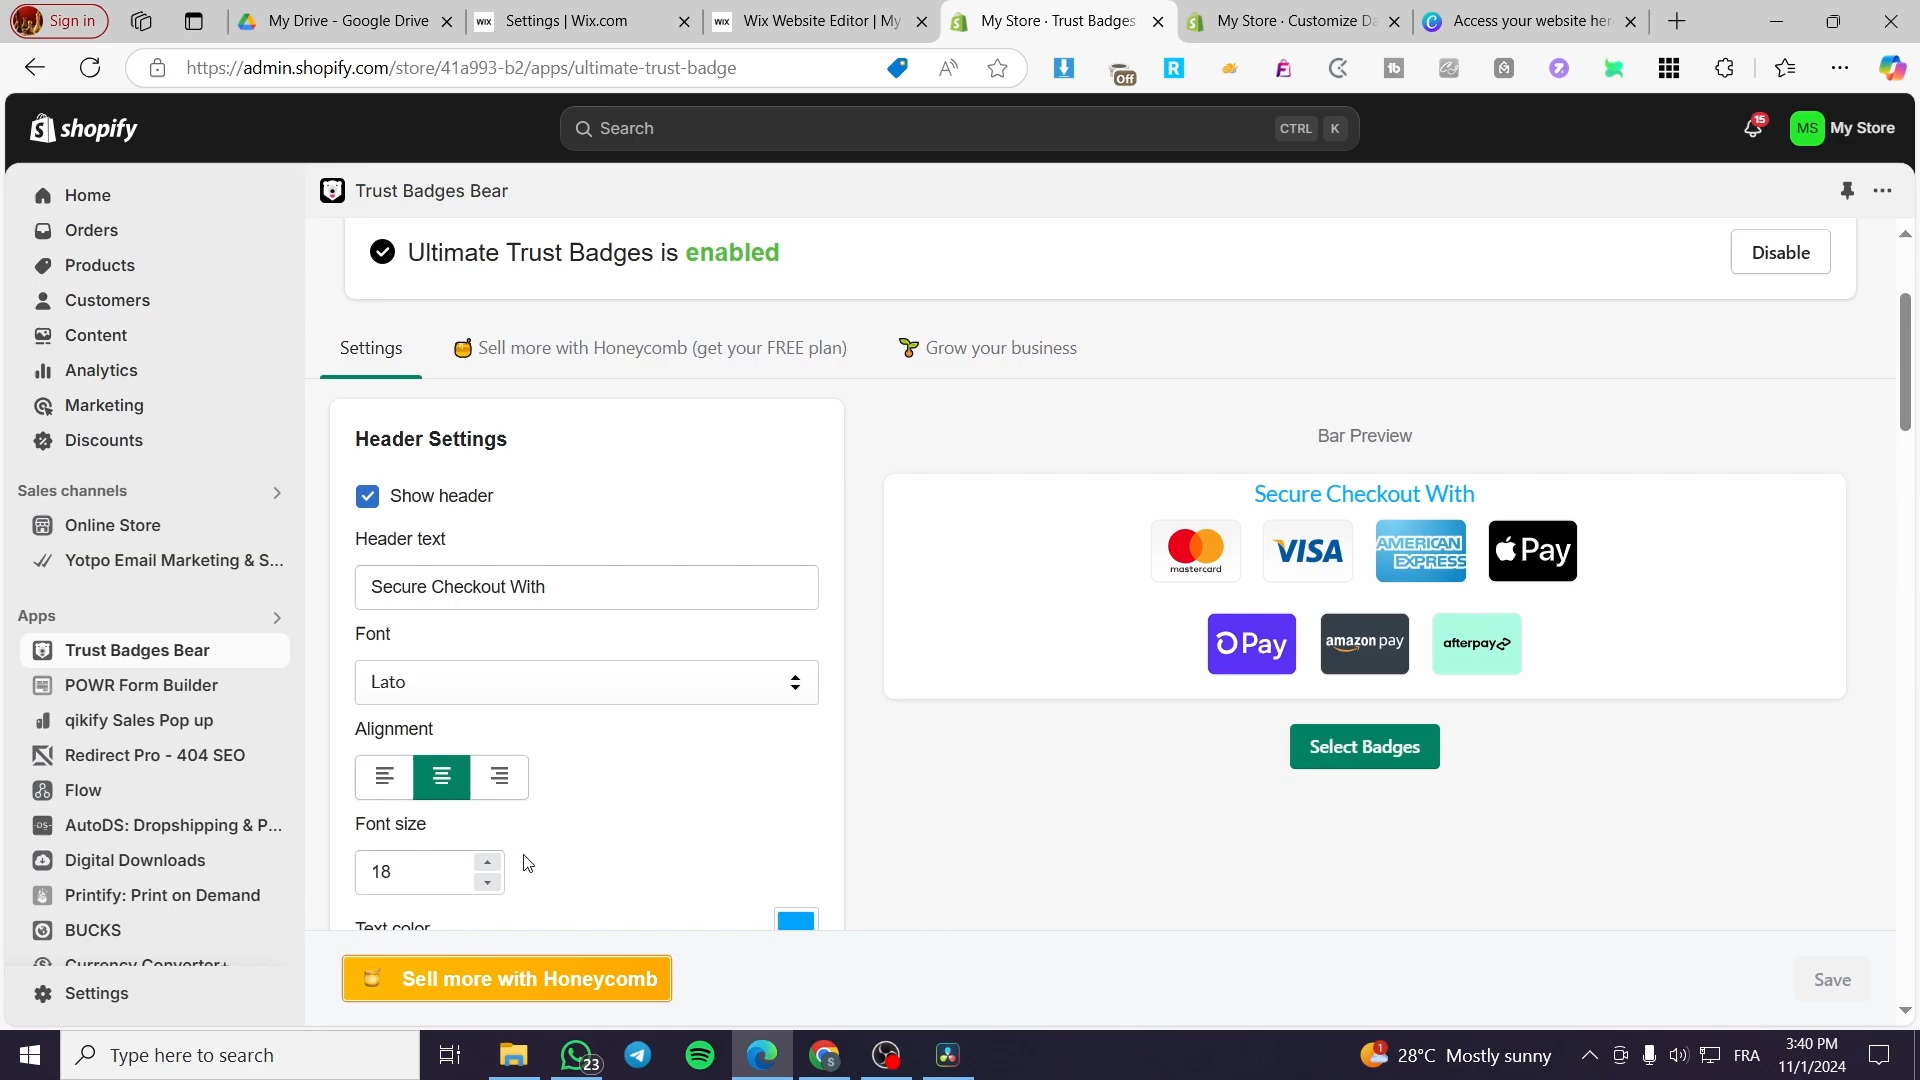 Sign in
My Drive - Google Drive
WIX Settings | Wix.com
WIX Wix Website Editor | My
My Store · Trust Badges
My Store · Customize Da
Access your website her
https://admin.shopify.com/store/41a993-b2/apps/ultimate-trust-badge
Off
shopify
Search
CTRL K
15
MS My Store
Home
Orders
Products
Customers
Content
Analytics
Marketing
Discounts
Sales channels
Online Store
Yotpo Email Marketing & S...
Apps
Trust Badges Bear
POWR Form Builder
qikify Sales Pop up
Redirect Pro - 404 SEO
Flow
AutoDS: Dropshipping & P...
Digital Downloads
Printify: Print on Demand
BUCKS
Currency Converter+
Settings
Trust Badges Bear
Ultimate Trust Badges is enabled
Disable
Settings
Sell more with Honeycomb (get your FREE plan)
Grow your business
Header Settings
Show header
Header text
Secure Checkout With
Font
Lato
Alignment
Font size
18
Text color
Bar Preview
Secure Checkout With
mastercard
VISA
AMERICAN EXPRESS
Pay
Pay
amazon pay
afterpay
Select Badges
Sell more with Honeycomb
Save
Type here to search
23
28°C Mostly sunny
FRA
3:40 PM
11/1/2024